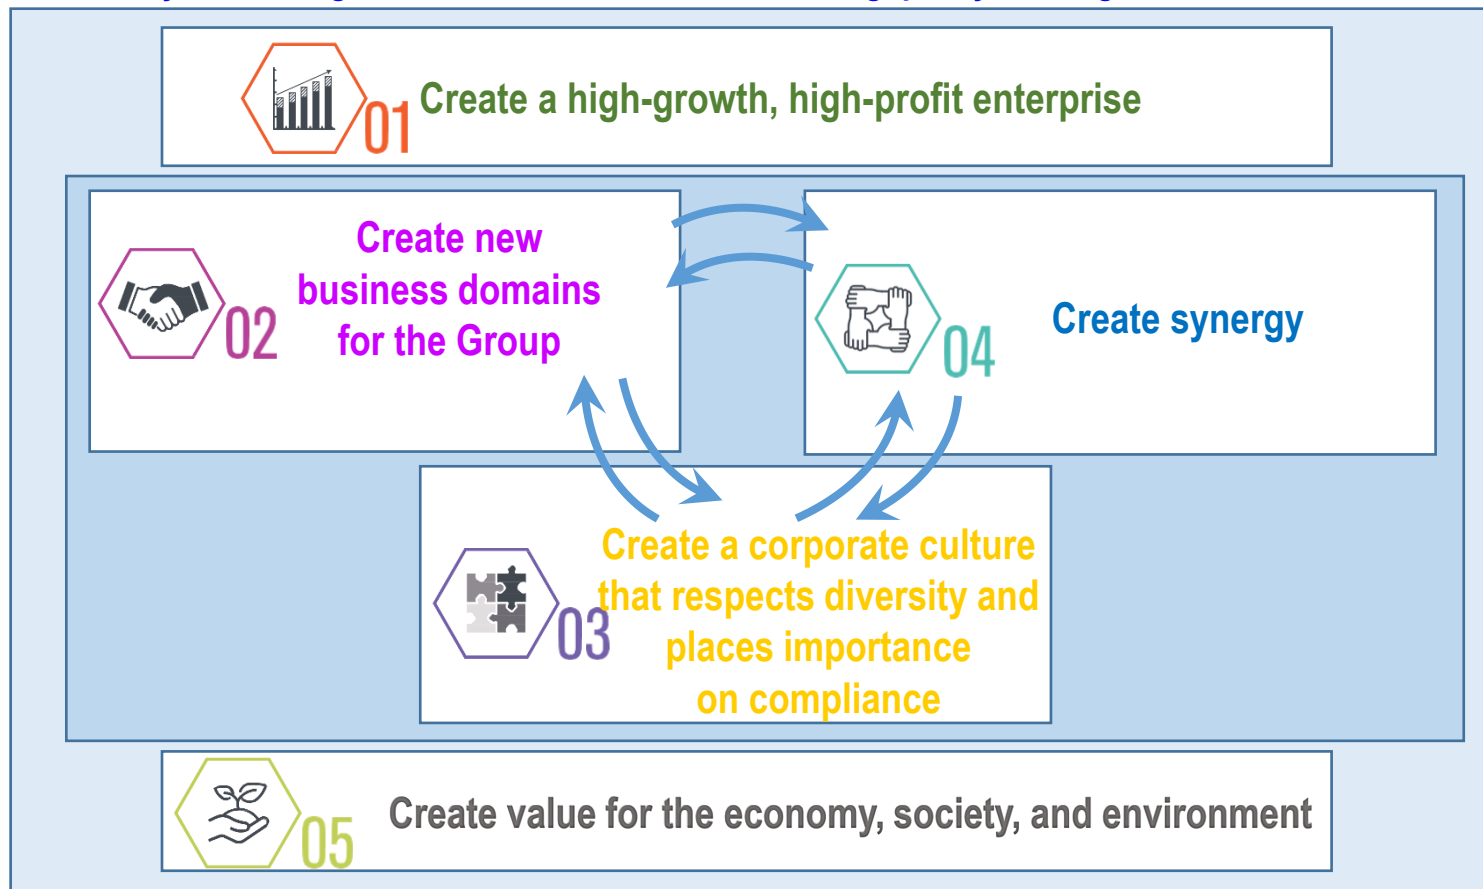 01
Create a high-growth, high-profit enterprise
02
Create new
business domains
for the Group
04
Create synergy
03
Create a corporate culture
that respects diversity and
places importance
on compliance
05
Create value for the economy, society, and environment